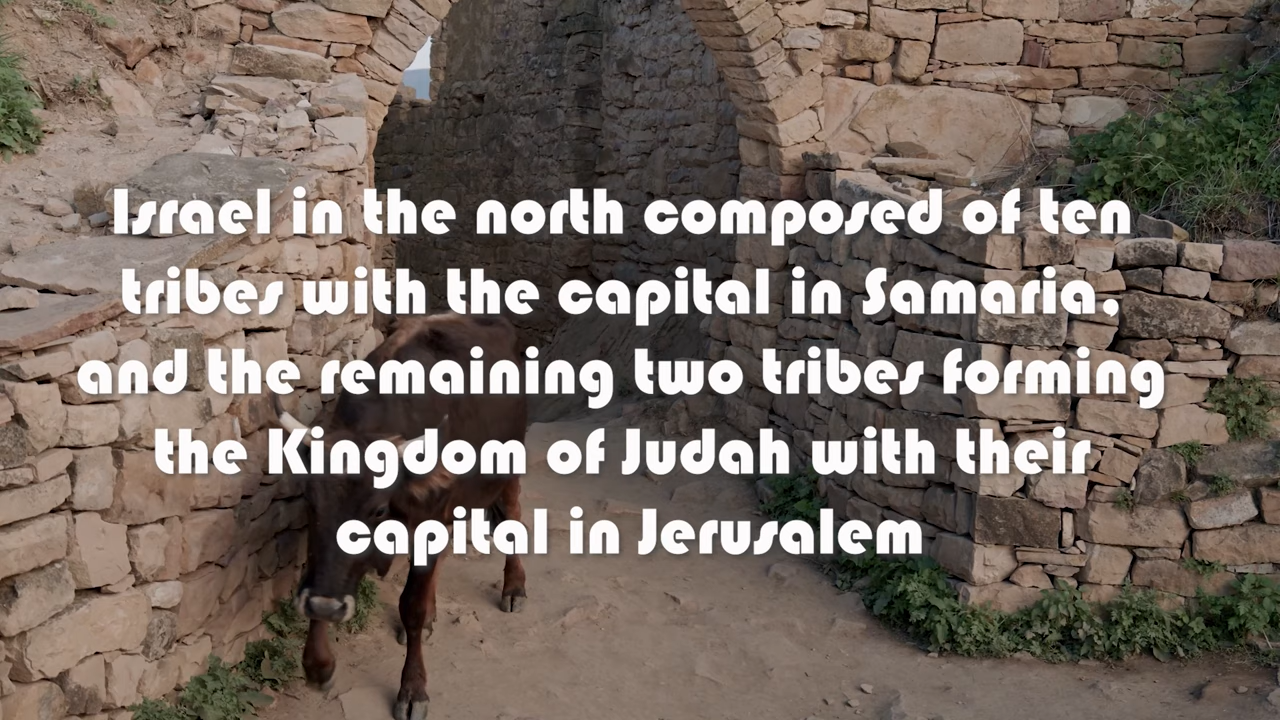 Israel in the north composed of ten
tribes with the capital in Samaria,
and the remaining two tribes forming
the Kingdom of Judah with their
capital in Jerusalem